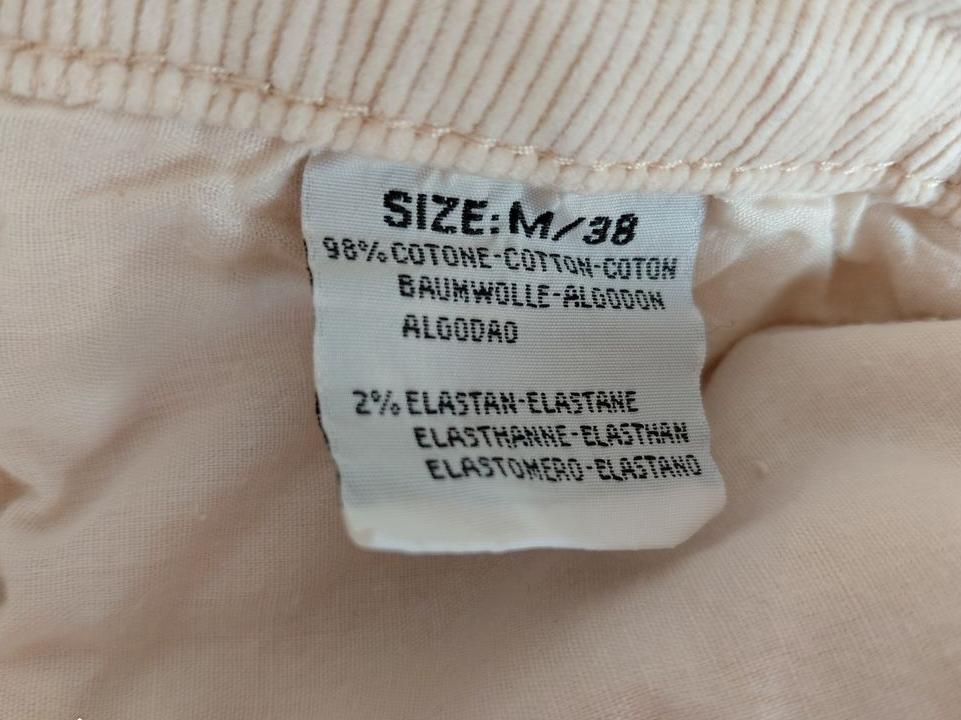 SIZE: M/38
98% COTONE-COTTON-COTON
BAUMWOLLE-ALGODON
ALGODAO
2% ELASTAN-ELASTANE
ELASTHANNE-ELASTHAN
ELASTOMERO-ELASTANO